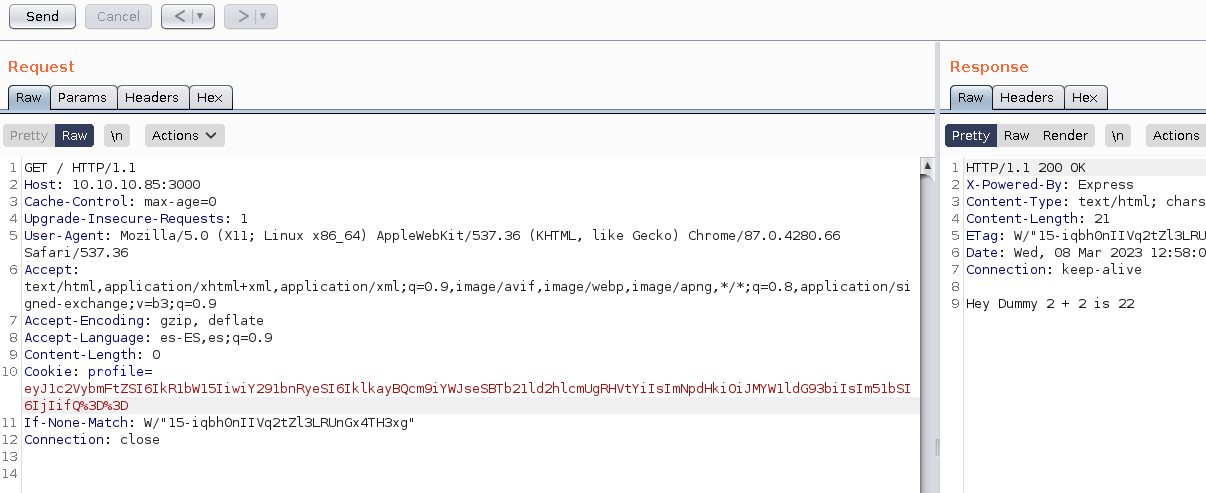 Send Cancel < > 
Request
Raw Params Headers Hex
Pretty Raw \n Actions
1 GET / HTTP/1.1
2 Host: 10.10.10.85:3000
3 Cache-Control: max-age=0
4 Upgrade-Insecure-Requests: 1
5 User-Agent: Mozilla/5.0 (X11; Linux x86_64) AppleWebKit/537.36 (KHTML, like Gecko) Chrome/87.0.4280.66
Safari/537.36
6 Accept:
text/html,application/xhtml+xml,application/xml;q=0.9,image/avif,image/webp,image/apng,*/*;q=0.8,application/si
gned-exchange;v=b3;q=0.9
7 Accept-Encoding: gzip, deflate
8 Accept-Language: es-ES,es;q=0.9
9 Content-Length: 0
10 Cookie: profile=
eyJ1c2VybmFtZSI6IkR1bW15IiwiY291bnRyeSI6IklkayBQcm9iYWJseSBTb21ld2hlcmUgRHVtYiIsImNpdHkiOiJMYW1ldG93biIsIm51bSI
6IjIifQ%3D%3D
11 If-None-Match: W/"15-iqbh0nIIVq2tZl3LRUnGx4TH3xg"
12 Connection: close
13
14
Response
Raw Headers Hex
Pretty Raw Render \n Actions
1 HTTP/1.1 200 OK
2 X-Powered-By: Express
3 Content-Type: text/html; chars
4 Content-Length: 21
5 ETag: W/"15-iqbh0nIIVq2tZl3LRU
6 Date: Wed, 08 Mar 2023 12:58:0
7 Connection: keep-alive
8
9 Hey Dummy 2 + 2 is 22